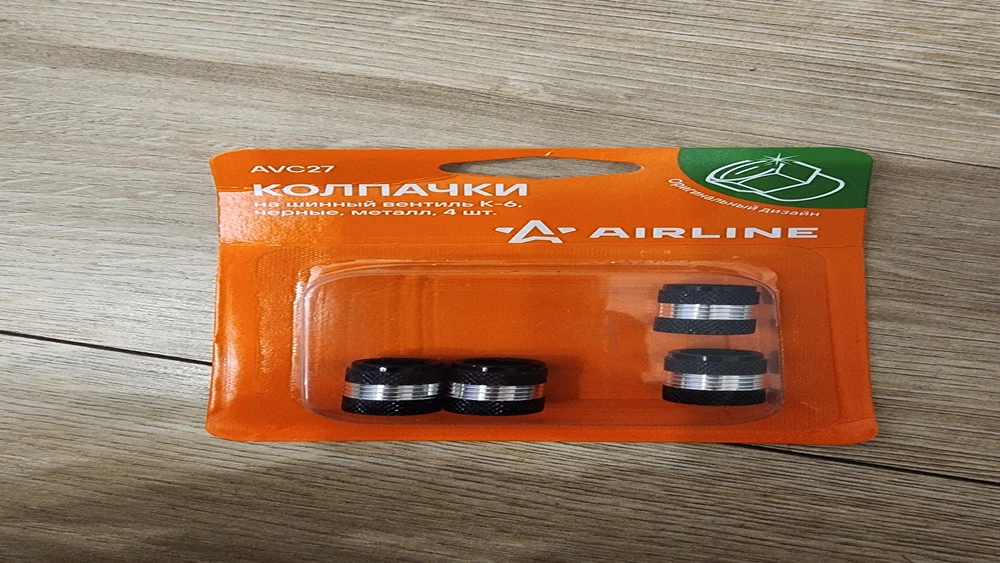 AVC27
КОЛПАЧКИ
на шинный вентиль К-6,
черные, металл, 4 шт.
Оригинальный дизайн
AIRLINE